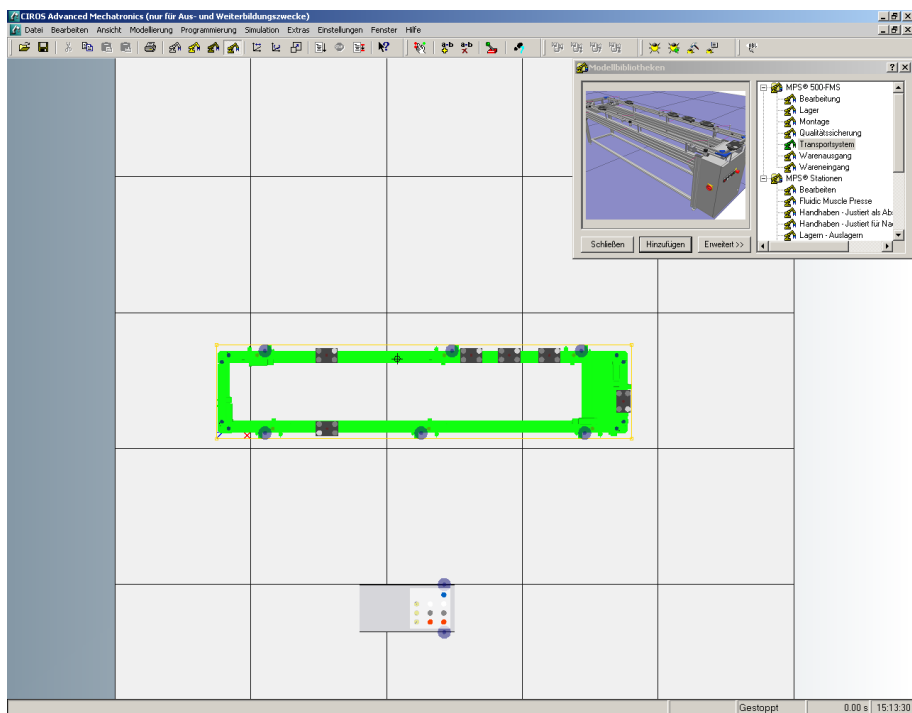 CIROS Advanced Mechatronics (nur für Aus- und Weiterbildungszwecke)
Datei Bearbeiten Ansicht Modellierung Programmierung Simulation Extras Einstellungen Fenster Hilfe
Modellbibliotheken
MPS® 500-FMS
Bearbeitung
Lager
Montage
Qualitätssicherung
Transportsystem
Warenausgang
Wareneingang
MPS® Stationen
Bearbeiten
Fluidic Muscle Presse
Handhaben - Justiert als Ab
Handhaben - Justiert für Na
Lagern - Auslagern
Schließen Hinzufügen Erweitert >>
Gestoppt 0.00 s 15:13:30